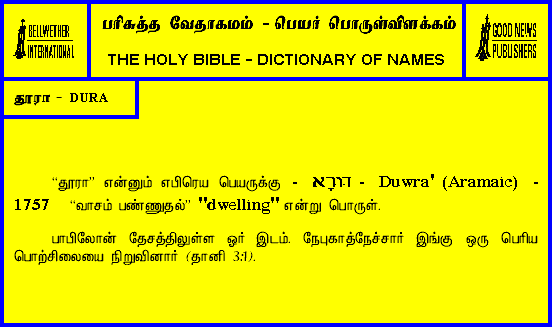 BELLWETHER
INTERNATIONAL
பரிசுத்த வேதாகமம் - பெயர் பொருள்விளக்கம்
THE HOLY BIBLE - DICTIONARY OF NAMES
GOOD NEWS
PUBLISHERS
தூரா - DURA
“தூரா” என்னும் எபிரெய பெயருக்கு - דּוּרָא - Duwra' (Aramaic) -
1757 “வாசம் பண்ணுதல்” "dwelling" என்று பொருள்.
பாபிலோன் தேசத்திலுள்ள ஓர் இடம். நேபுகாத்நேச்சார் இங்கு ஒரு பெரிய
பொற்சிலையை நிறுவினார் (தானி 3:1).